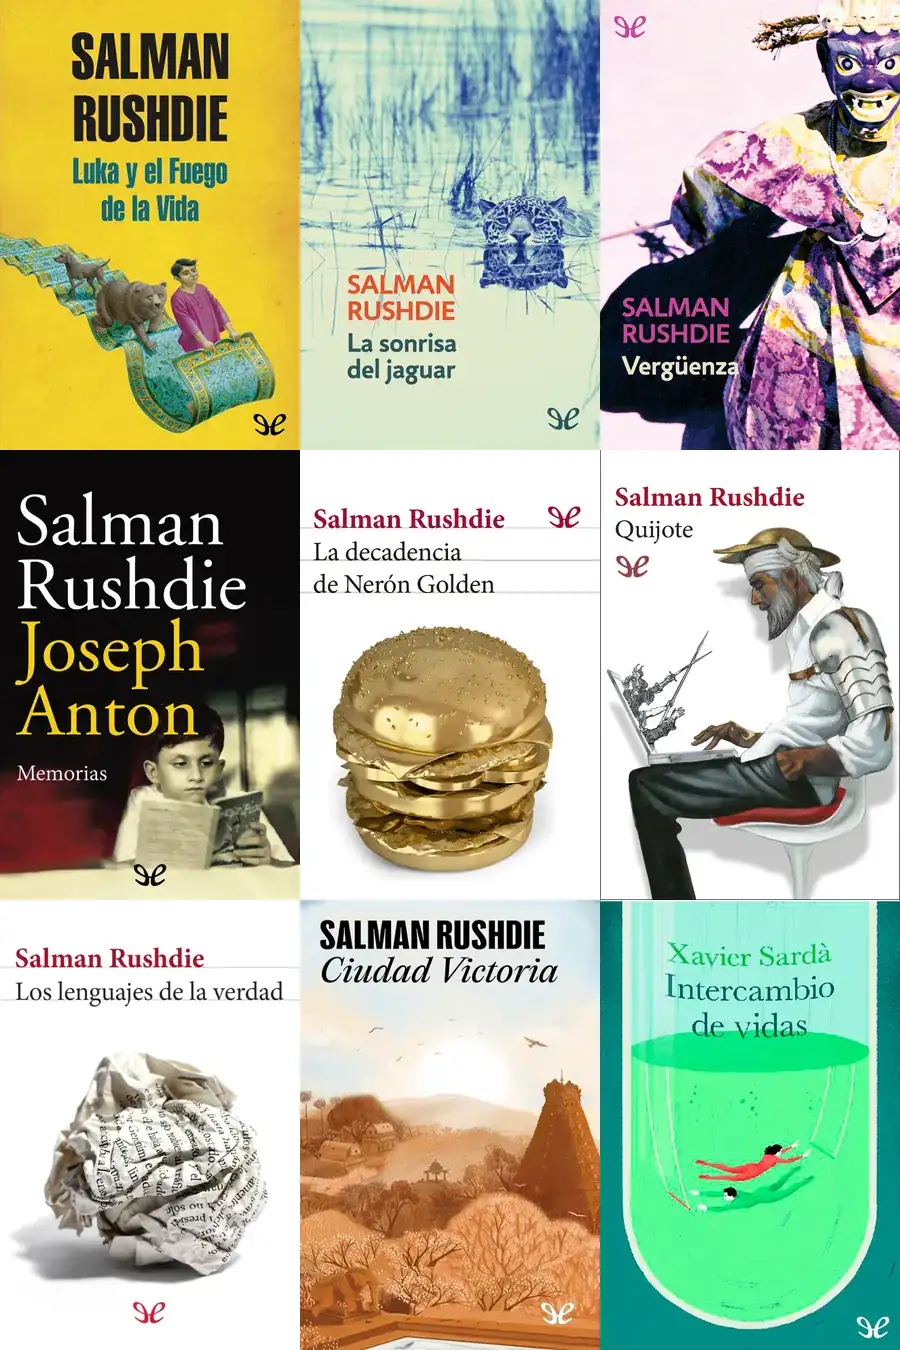 SALMAN
RUSHDIE
Luka y el Fuego
de la Vida
SALMAN
RUSHDIE
La sonrisa
del jaguar
SALMAN
RUSHDIE
Vergüenza
Salman
Rushdie
Joseph
Anton
Memorias
Salman Rushdie
La decadencia
de Nerón Golden
Salman Rushdie
Quijote
Salman Rushdie
Los lenguajes de la verdad
SALMAN RUSHDIE
Ciudad Victoria
Xavier Sardà
Intercambio
de vidas